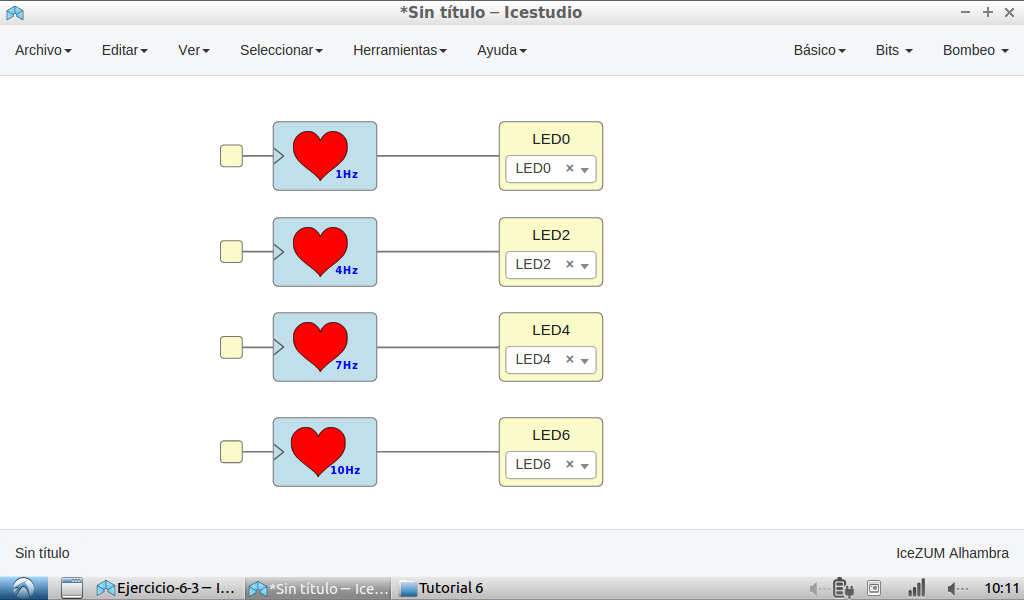 *Sin título − Icestudio
Archivo Editar Ver Seleccionar Herramientas Ayuda Básico Bits Bombeo
1Hz
LED0
LED0 ×
4Hz
LED2
LED2 ×
7Hz
LED4
LED4 ×
10Hz
LED6
LED6 ×
Sin título IceZUM Alhambra
Ejercicio-6-3 − I... *Sin título − Ice... Tutorial 6 10:11